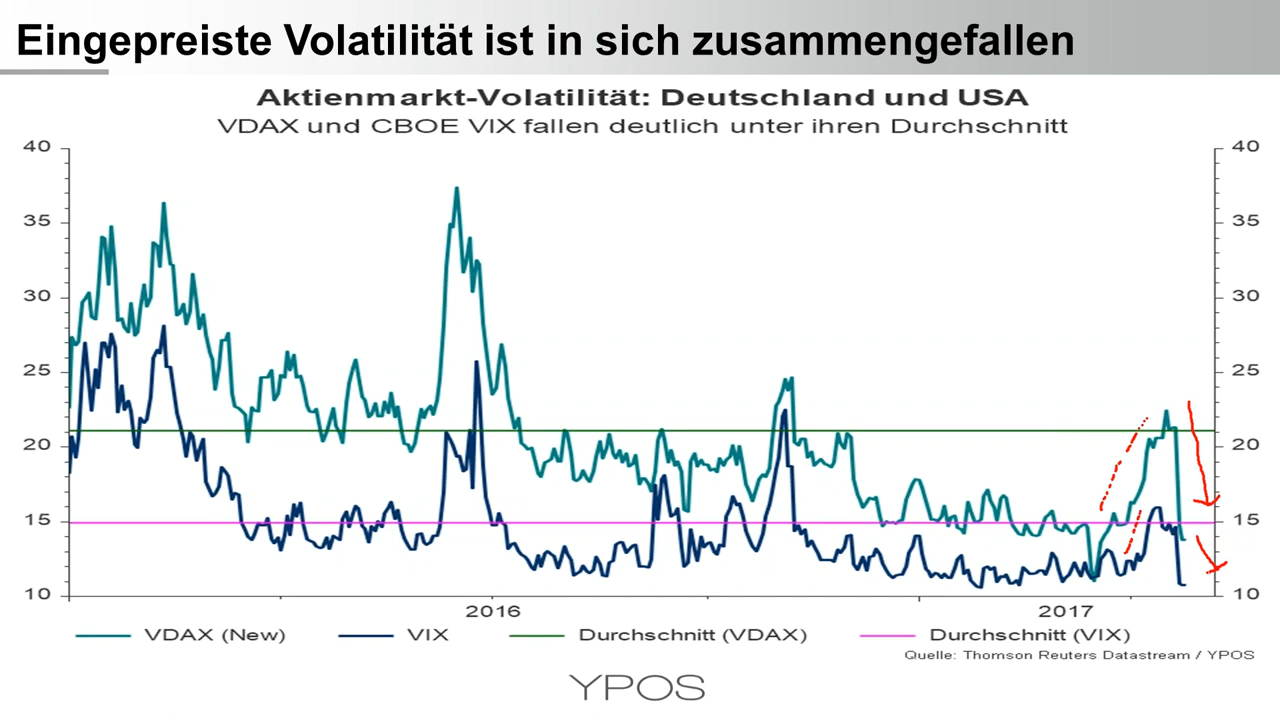 Eingepreiste Volatilität ist in sich zusammengefallen
Aktienmarkt-Volatilität: Deutschland und USA
VDAX und CBOE VIX fallen deutlich unter ihren Durchschnitt
40 40
35 35
30 30
25 25
20 20
15 15
10 10
2016 2017
VDAX (New) VIX Durchschnitt (VDAX) Durchschnitt (VIX)
Quelle: Thomson Reuters Datastream / YPOS
YPOS